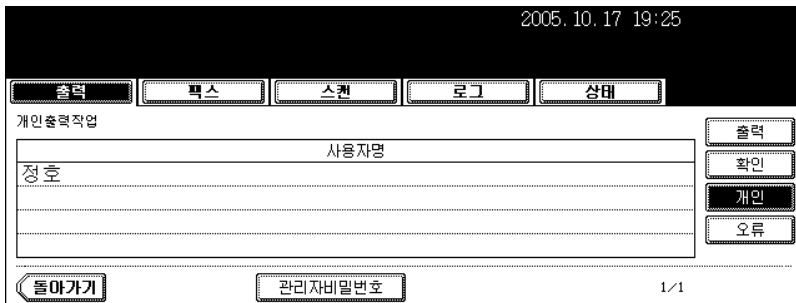 2005.10.17 19:25
출력 팩스 스캔 로그 상태
개인출력작업
사용자명
정호
출력
확인
개인
오류
돌아가기 관리자비밀번호 1/1